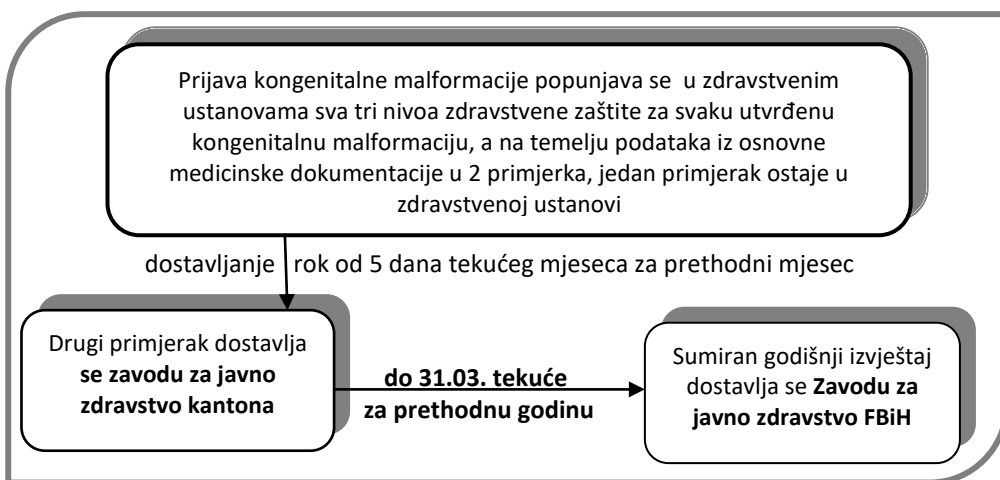 Prijava kongenitalne malformacije popunjava se u zdravstvenim
ustanovama sva tri nivoa zdravstvene zaštite za svaku utvrđenu
kongenitalnu malformaciju, a na temelju podataka iz osnovne
medicinske dokumentacije u 2 primjerka, jedan primjerak ostaje u
zdravstvenoj ustanovi
dostavljanje rok od 5 dana tekućeg mjeseca za prethodni mjesec
Drugi primjerak dostavlja
se zavodu za javno
zdravstvo kantona
do 31.03. tekuće
za prethodnu godinu
Sumiran godišnji izvještaj
dostavlja se Zavodu za
javno zdravstvo FBiH